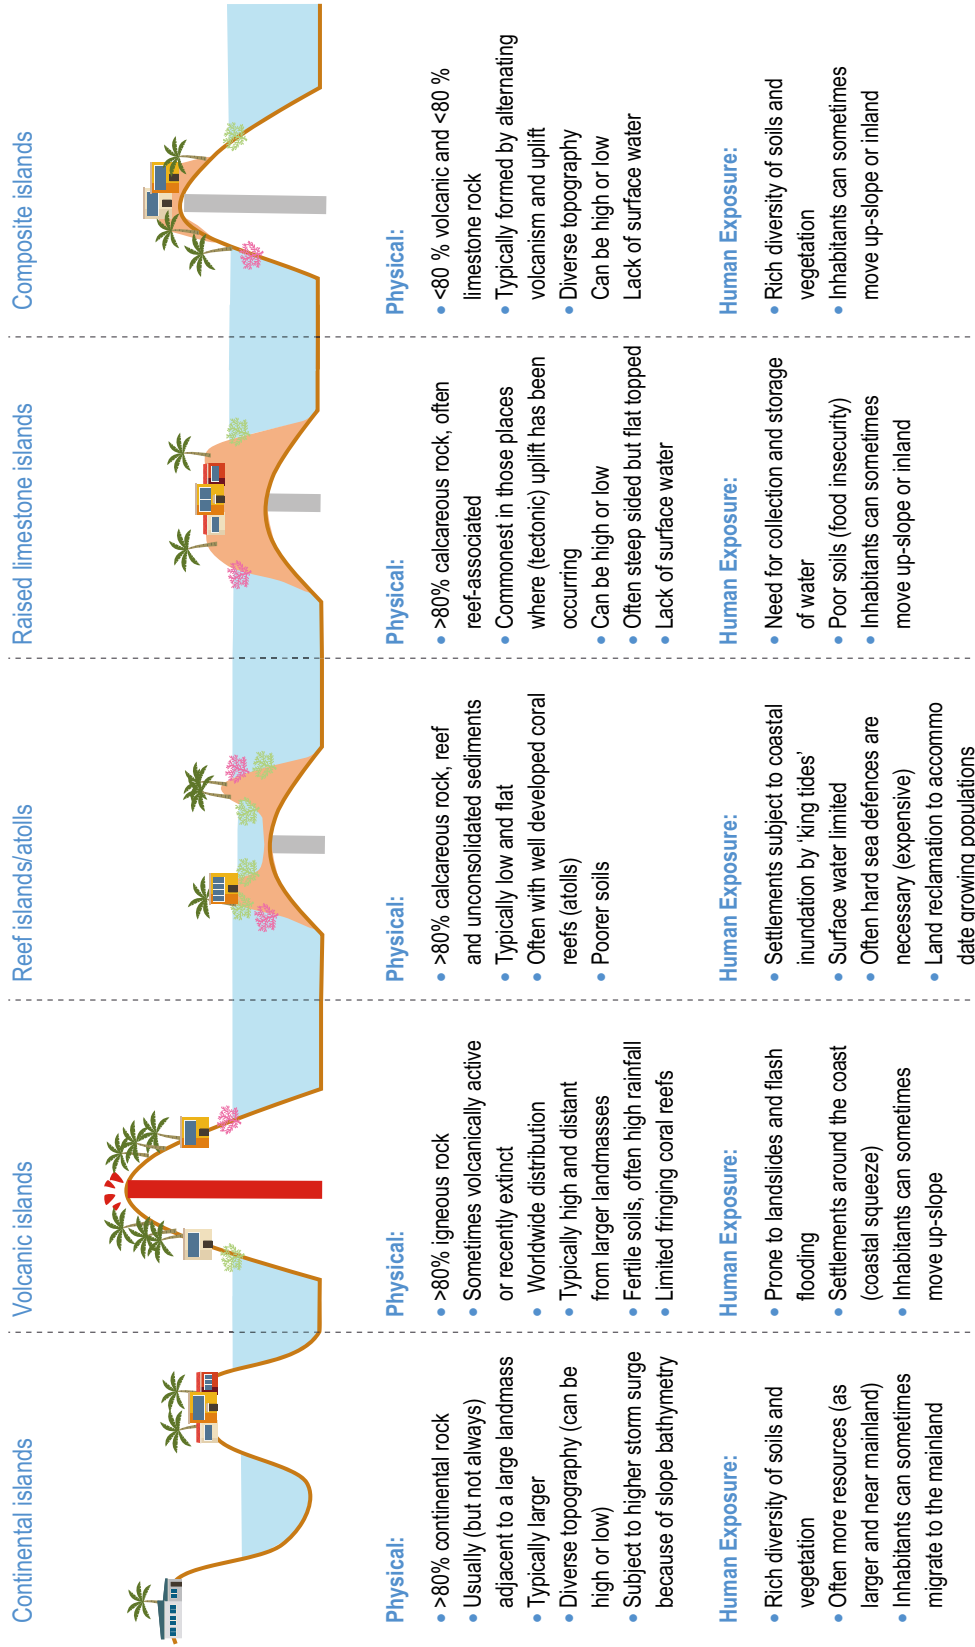 Continental islands
Physical:
• >80% continental rock
• Usually (but not always)
adjacent to a large landmass
• Typically larger
• Diverse topography (can be
high or low)
• Subject to higher storm surge
because of slope bathymetry
Human Exposure:
• Rich diversity of soils and
vegetation
• Often more resources (as
larger and near mainland)
• Inhabitants can sometimes
migrate to the mainland
Volcanic islands
Physical:
• >80% igneous rock
• Sometimes volcanically active
or recently extinct
• Worldwide distribution
• Typically high and distant
from larger landmasses
• Fertile soils, often high rainfall
• Limited fringing coral reefs
Human Exposure:
• Prone to landslides and flash
flooding
• Settlements around the coast
(coastal squeeze)
• Inhabitants can sometimes
move up-slope
Reef islands/atolls
Physical:
• >80% calcareous rock, reef
and unconsolidated sediments
• Typically low and flat
• Often with well developed coral
reefs (atolls)
• Poorer soils
Human Exposure:
• Settlements subject to coastal
inundation by ‘king tides’
• Surface water limited
• Often hard sea defences are
necessary (expensive)
• Land reclamation to accommo
date growing populations
Raised limestone islands
Physical:
• >80% calcareous rock, often
reef-associated
• Commonest in those places
where (tectonic) uplift has been
occurring
• Can be high or low
• Often steep sided but flat topped
• Lack of surface water
Human Exposure:
• Need for collection and storage
of water
• Poor soils (food insecurity)
• Inhabitants can sometimes
move up-slope or inland
Composite islands
Physical:
• <80 % volcanic and <80 %
limestone rock
• Typically formed by alternating
volcanism and uplift
• Diverse topography
Can be high or low
Lack of surface water
Human Exposure:
• Rich diversity of soils and
vegetation
• Inhabitants can sometimes
move up-slope or inland